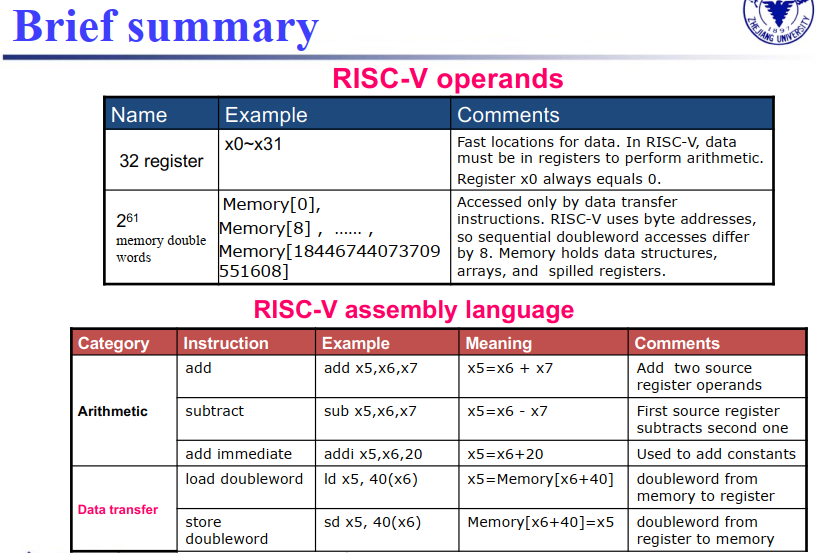 Brief summary
ZHEJIANG UNIVERSITY
1897
RISC-V operands
Name Example Comments
32 register
x0~x31
Fast locations for data. In RISC-V, data
must be in registers to perform arithmetic.
Register x0 always equals 0.
2⁶¹
memory double
words
Memory[0],
Memory[8] , …… ,
Memory[18446744073709
551608]
Accessed only by data transfer
instructions. RISC-V uses byte addresses,
so sequential doubleword accesses differ
by 8. Memory holds data structures,
arrays, and spilled registers.
RISC-V assembly language
Category Instruction Example Meaning Comments
Arithmetic
add
add x5,x6,x7
x5=x6 + x7
Add two source
register operands
subtract
sub x5,x6,x7
x5=x6 - x7
First source register
subtracts second one
add immediate
addi x5,x6,20
x5=x6+20
Used to add constants
Data transfer
load doubleword
ld x5, 40(x6)
x5=Memory[x6+40]
doubleword from
memory to register
store
doubleword
sd x5, 40(x6)
Memory[x6+40]=x5
doubleword from
register to memory